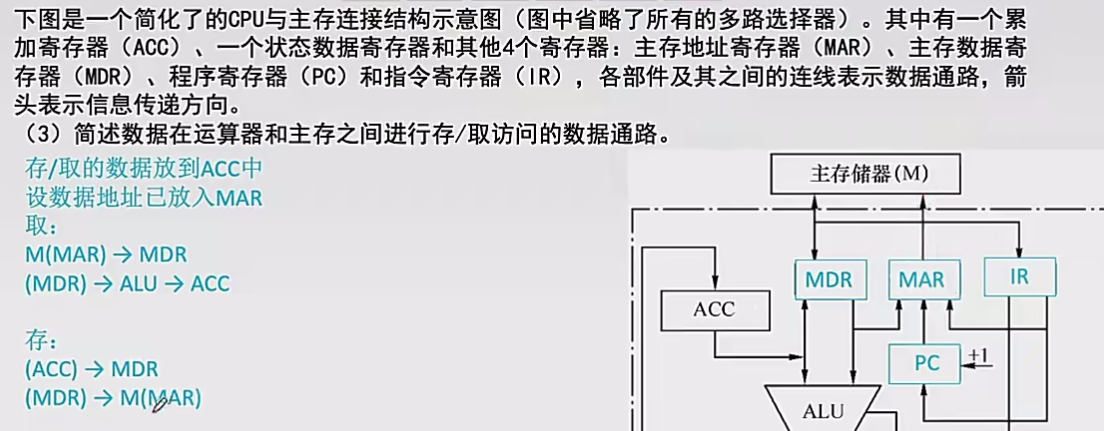 下图是一个简化了的CPU与主存连接结构示意图（图中省略了所有的多路选择器）。其中有一个累
加寄存器（ACC）、一个状态数据寄存器和其他4个寄存器：主存地址寄存器（MAR）、主存数据寄
存器（MDR）、程序寄存器（PC）和指令寄存器（IR），各部件及其之间的连线表示数据通路，箭
头表示信息传递方向。
（3）简述数据在运算器和主存之间进行存/取访问的数据通路。
存/取的数据放到ACC中
设数据地址已放入MAR
取：
M(MAR) → MDR
(MDR) → ALU → ACC
存：
(ACC) → MDR
(MDR) → M(MAR)
主存储器(M)
MDR
MAR
IR
ACC
PC
+1
ALU